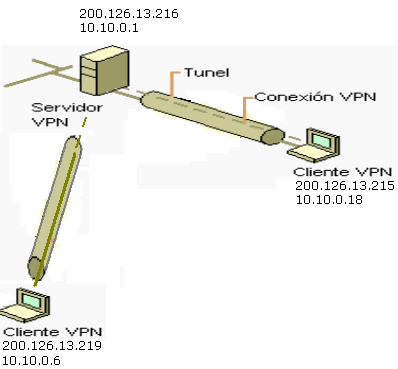 200.126.13.216
10.10.0.1
Tunel
Conexión VPN
Servidor
VPN
Cliente VPN
200.126.13.215
10.10.0.18
Cliente VPN
200.126.13.219
10.10.0.6